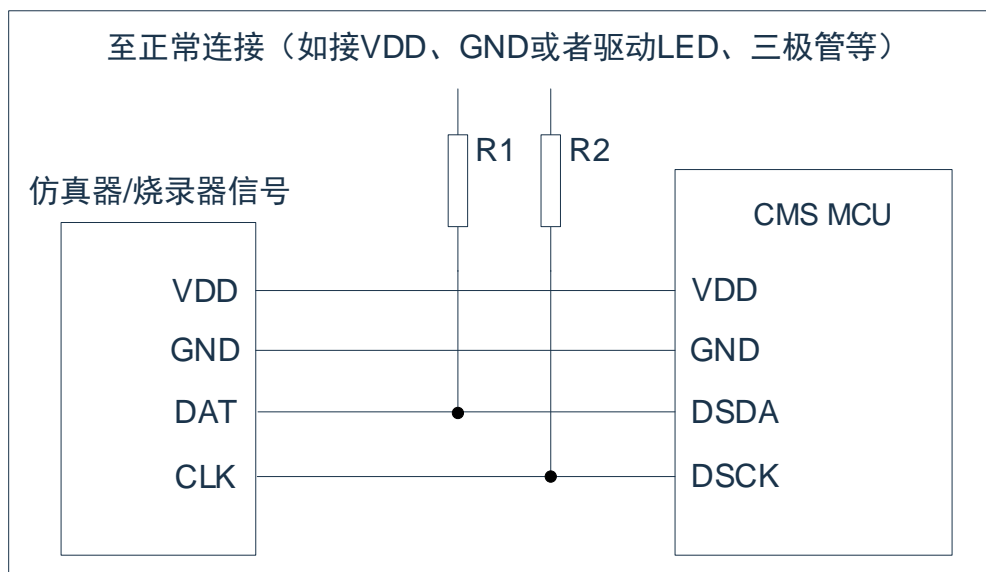 至正常连接（如接VDD、GND或者驱动LED、三极管等）
R1 R2
仿真器/烧录器信号
CMS MCU
VDD VDD
GND GND
DAT DSDA
CLK DSCK